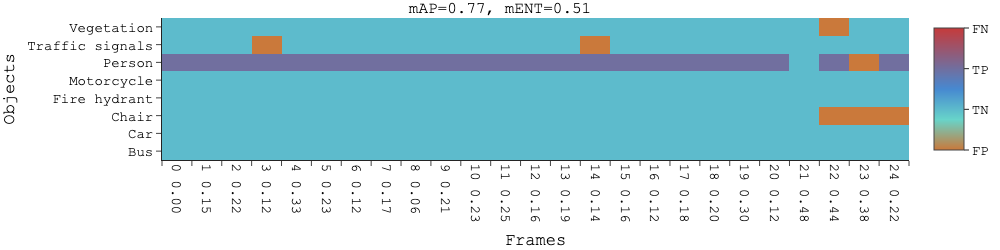 mAP=0.77, mENT=0.51
Objects
Vegetation
Traffic signals
Person
Motorcycle
Fire hydrant
Chair
Car
Bus
0 0.00
1 0.15
2 0.22
3 0.12
4 0.33
5 0.23
6 0.12
7 0.17
8 0.06
9 0.21
10 0.23
11 0.25
12 0.16
13 0.19
14 0.14
15 0.16
16 0.12
17 0.18
18 0.20
19 0.30
20 0.12
21 0.48
22 0.44
23 0.38
24 0.22
Frames
FN
TP
TN
FP